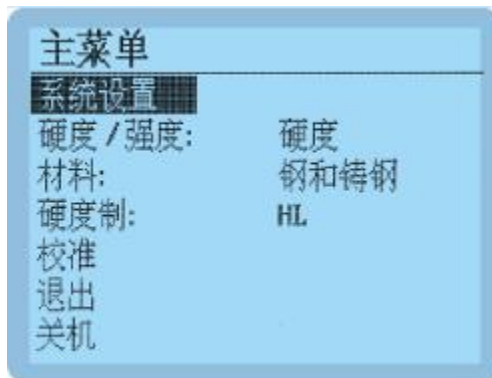 主菜单
系统设置
硬度/强度: 硬度
材料: 钢和铸钢
硬度制: HL
校准
退出
关机